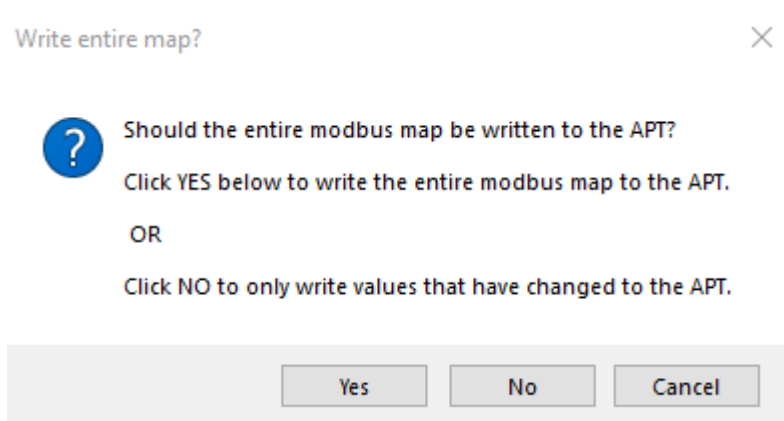 Write entire map?
Should the entire modbus map be written to the APT?
Click YES below to write the entire modbus map to the APT.
OR
Click NO to only write values that have changed to the APT.
Yes No Cancel